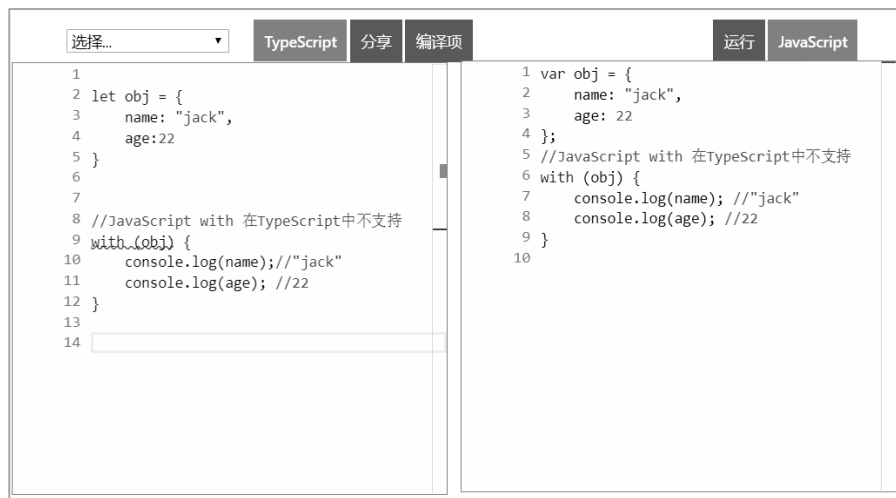 选择... TypeScript 分享 编译项 运行 JavaScript
1
2 let obj = {
3     name: "jack",
4     age:22
5 }
6
7
8 //JavaScript with 在TypeScript中不支持
9 with (obj) {
10     console.log(name);//"jack"
11     console.log(age); //22
12 }
13
14
1 var obj = {
2     name: "jack",
3     age: 22
4 };
5 //JavaScript with 在TypeScript中不支持
6 with (obj) {
7     console.log(name); //"jack"
8     console.log(age); //22
9 }
10